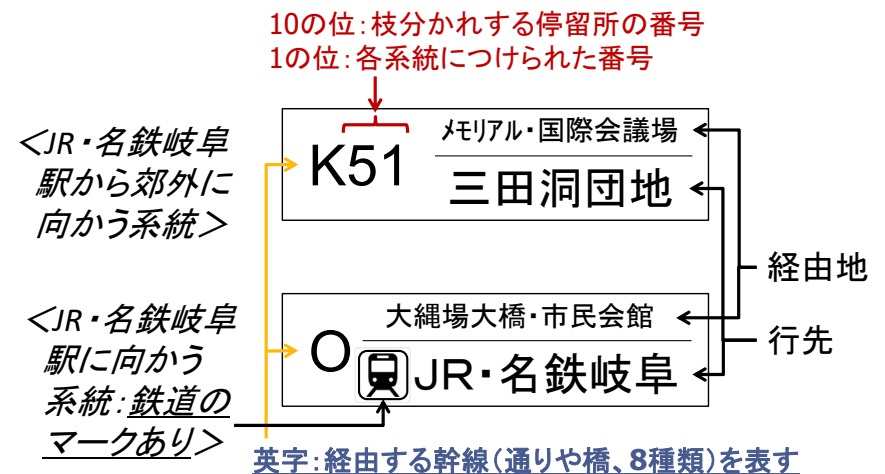 10の位:枝分かれする停留所の番号
1の位:各系統につけられた番号
<JR・名鉄岐阜
駅から郊外に
向かう系統>
K51
メモリアル・国際会議場
三田洞団地
経由地
行先
<JR・名鉄岐阜
駅に向かう
系統:鉄道の
マークあり>
O
大縄場大橋・市民会館
JR・名鉄岐阜
英字:経由する幹線(通りや橋、8種類)を表す